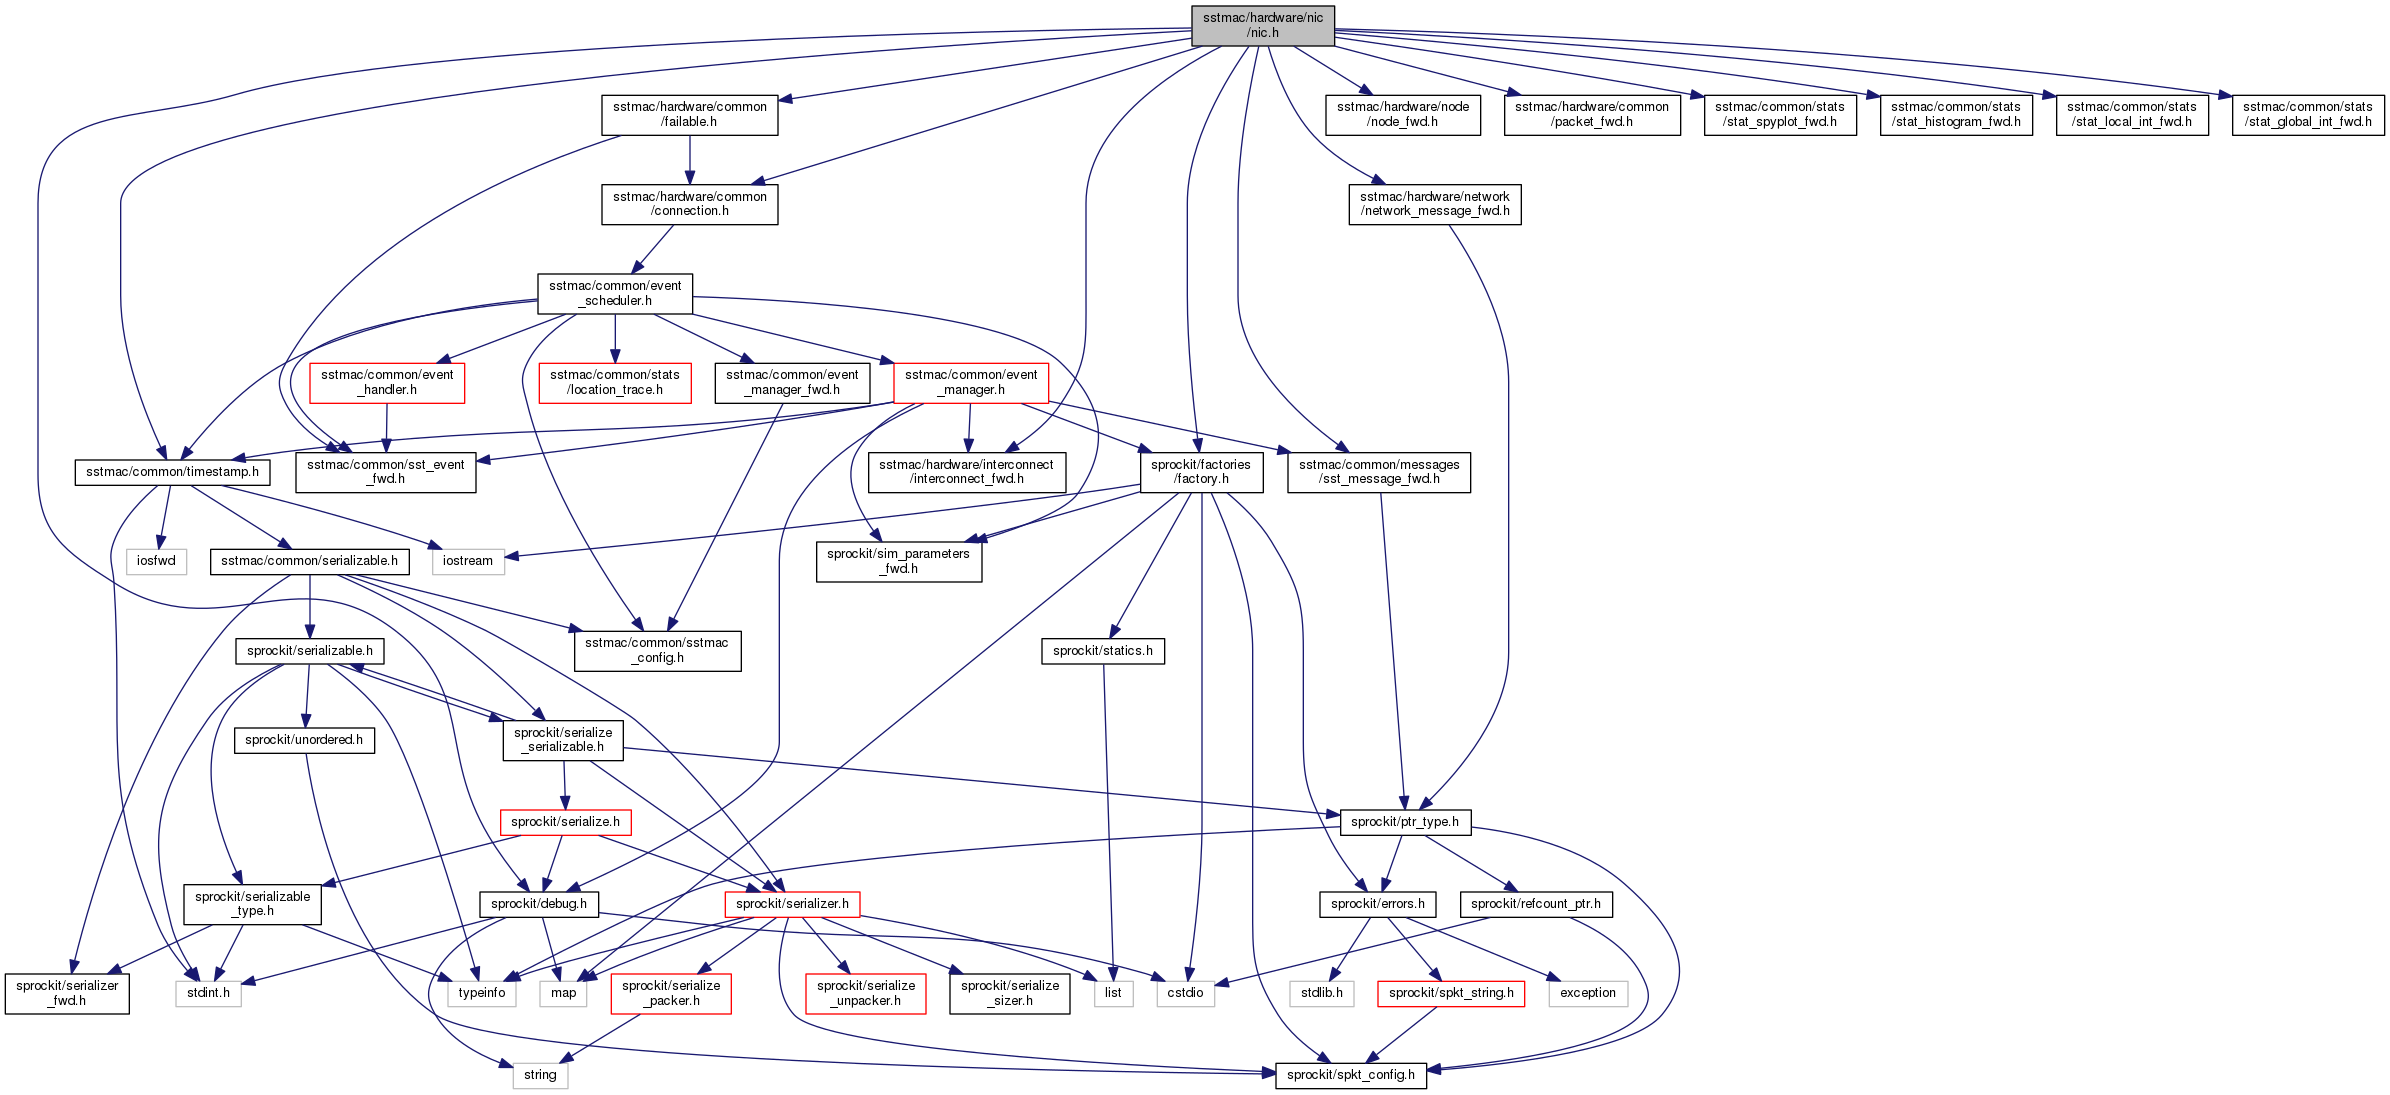 sstmac/hardware/nic
/nic.h
sstmac/hardware/common
/failable.h
sstmac/hardware/node
/node_fwd.h
sstmac/hardware/common
/packet_fwd.h
sstmac/common/stats
/stat_spyplot_fwd.h
sstmac/common/stats
/stat_histogram_fwd.h
sstmac/common/stats
/stat_local_int_fwd.h
sstmac/common/stats
/stat_global_int_fwd.h
sstmac/hardware/common
/connection.h
sstmac/hardware/network
/network_message_fwd.h
sstmac/common/event
_scheduler.h
sstmac/common/event
_handler.h
sstmac/common/stats
/location_trace.h
sstmac/common/event
_manager_fwd.h
sstmac/common/event
_manager.h
sstmac/common/timestamp.h
sstmac/common/sst_event
_fwd.h
sstmac/hardware/interconnect
/interconnect_fwd.h
sprockit/factories
/factory.h
sstmac/common/messages
/sst_message_fwd.h
iosfwd
sstmac/common/serializable.h
iostream
sprockit/sim_parameters
_fwd.h
sprockit/serializable.h
sstmac/common/sstmac
_config.h
sprockit/statics.h
sprockit/unordered.h
sprockit/serialize
_serializable.h
sprockit/serialize.h
sprockit/ptr_type.h
sprockit/serializable
_type.h
sprockit/debug.h
sprockit/serializer.h
sprockit/errors.h
sprockit/refcount_ptr.h
sprockit/serializer
_fwd.h
stdint.h
typeinfo
map
sprockit/serialize
_packer.h
sprockit/serialize
_unpacker.h
sprockit/serialize
_sizer.h
list
cstdio
stdlib.h
sprockit/spkt_string.h
exception
string
sprockit/spkt_config.h